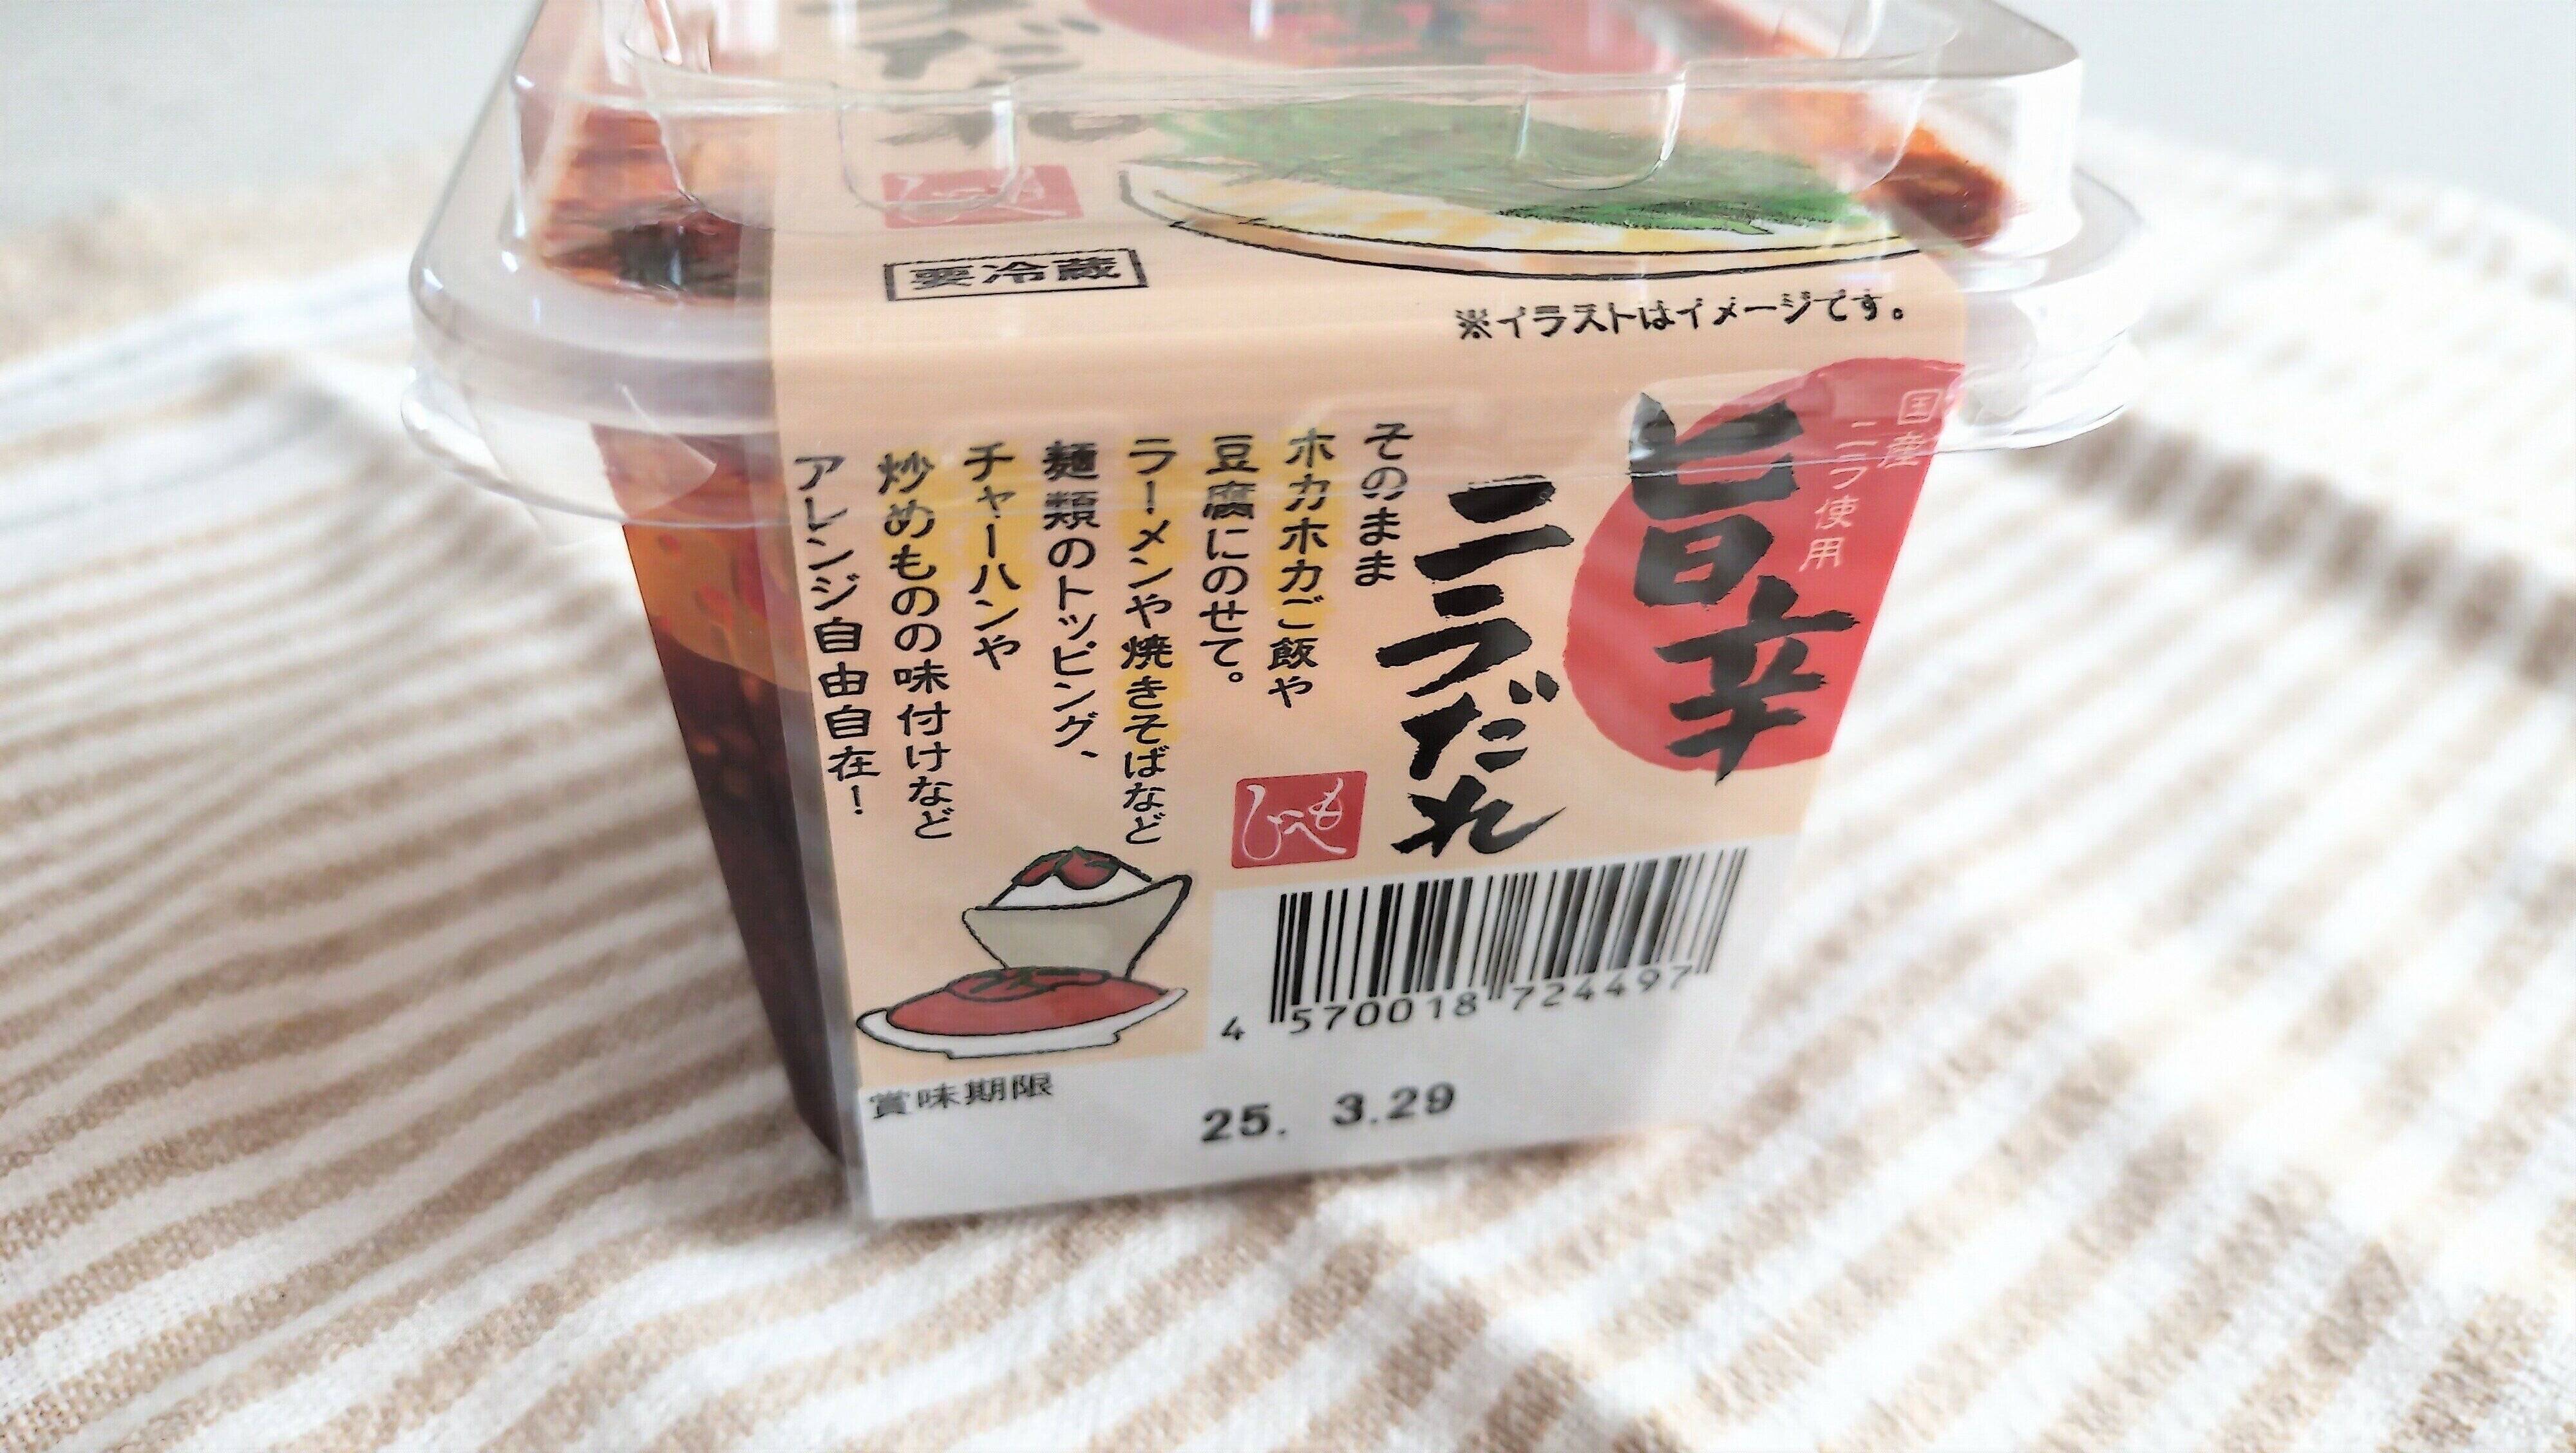 要冷蔵
※イラストはイメージです。
国産
ニラ使用
旨辛
ニラだれ
もへじ
そのまま
ホカホカご飯や
豆腐にのせて。
ラーメンや焼きそばなど
麺類のトッピング、
チャーハンや
炒めものの味付けなど
アレンジ自由自在!
4 570018 724497
賞味期限
25. 3.29